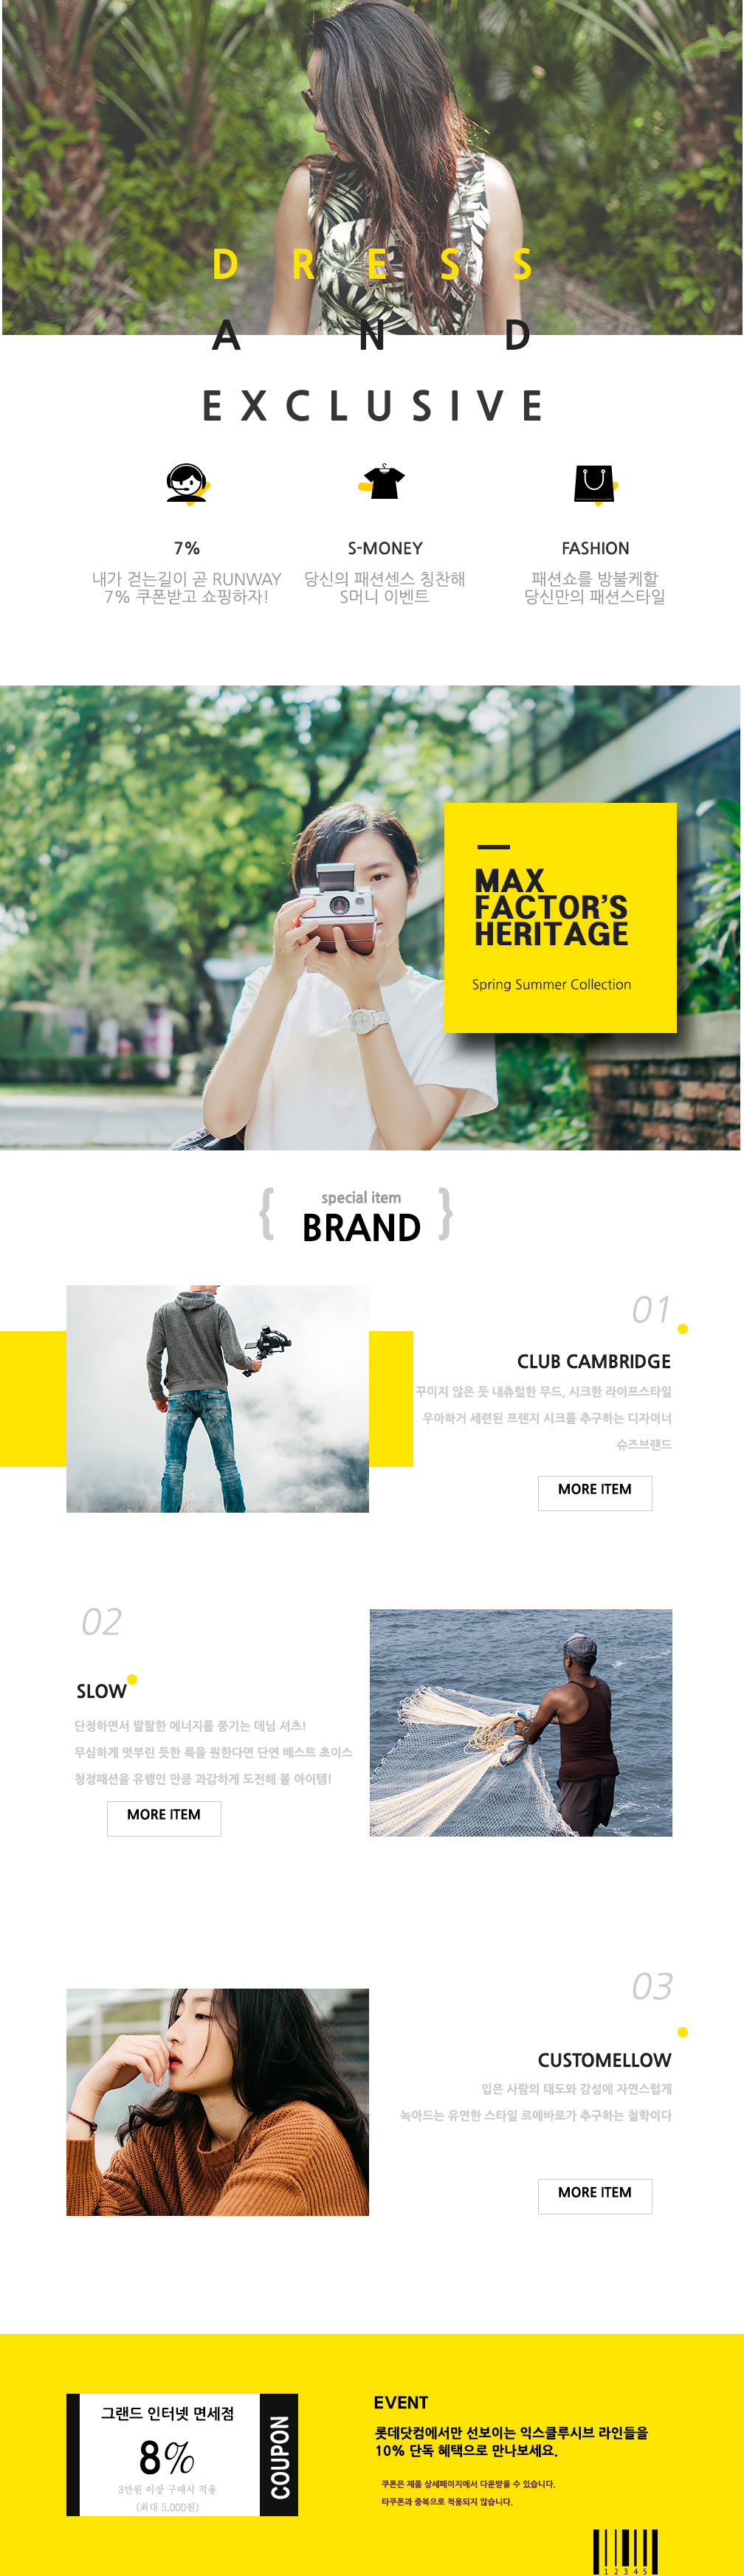 DRESS
AND
EXCLUSIVE
7%
내가 걷는길이 곧 RUNWAY
7% 쿠폰받고 쇼핑하자!
S-MONEY
당신의 패션센스 칭찬해
S머니 이벤트
FASHION
패션쇼를 방불케할
당신만의 패션스타일
MAX
FACTOR'S
HERITAGE
Spring Summer Collection
{ special item }
BRAND
01
CLUB CAMBRIDGE
꾸미지 않은 듯 내츄럴한 무드, 시크한 라이프스타일
우아하거 세련된 프렌지 시크를 추구하는 디자이너
슈즈브랜드
MORE ITEM
02
SLOW
단정하면서 발랄한 에너지를 풍기는 데님 셔츠!
무심하게 멋부린 듯한 룩을 원한다면 단연 베스트 초이스
청정패션을 유행인 만큼 과감하게 도전해 볼 아이템!
MORE ITEM
03
CUSTOMELLOW
입은 사람의 태도와 감성에 자연스럽게
녹아드는 유연한 스타일 르에바로가 추구하는 철학이다
MORE ITEM
그랜드 인터넷 면세점
8%
3만원 이상 구매시 적용
(최대 5,000원)
COUPON
EVENT
롯데닷컴에서만 선보이는 익스클루시브 라인들을
10% 단독 혜택으로 만나보세요.
쿠폰은 제품 상세페이지에서 다운받을 수 있습니다.
타쿠폰과 중복으로 적용되지 않습니다.
1 2 3 4 5